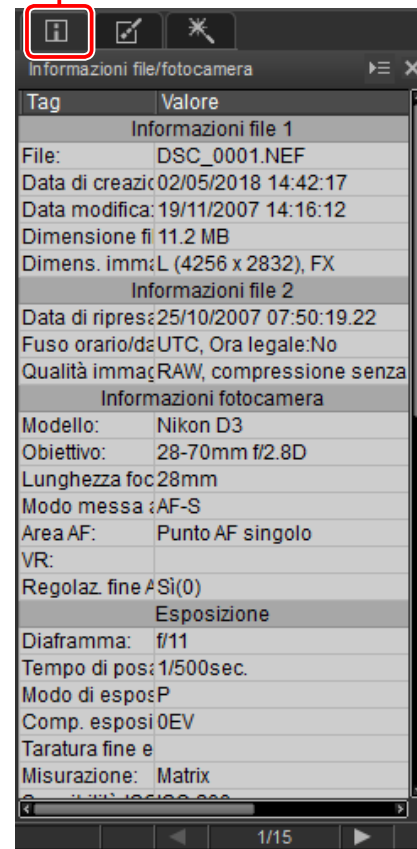 Informazioni file/fotocamera
Tag Valore
Informazioni file 1
File: DSC_0001.NEF
Data di creazio 02/05/2018 14:42:17
Data modifica: 19/11/2007 14:16:12
Dimensione fi 11.2 MB
Dimens. imma L (4256 x 2832), FX
Informazioni file 2
Data di ripresa 25/10/2007 07:50:19.22
Fuso orario/da UTC, Ora legale:No
Qualità immag RAW, compressione senza
Informazioni fotocamera
Modello: Nikon D3
Obiettivo: 28-70mm f/2.8D
Lunghezza foc 28mm
Modo messa a AF-S
Area AF: Punto AF singolo
VR:
Regolaz. fine A Sì(0)
Esposizione
Diaframma: f/11
Tempo di posa 1/500sec.
Modo di espos P
Comp. esposi 0EV
Taratura fine e
Misurazione: Matrix
1/15